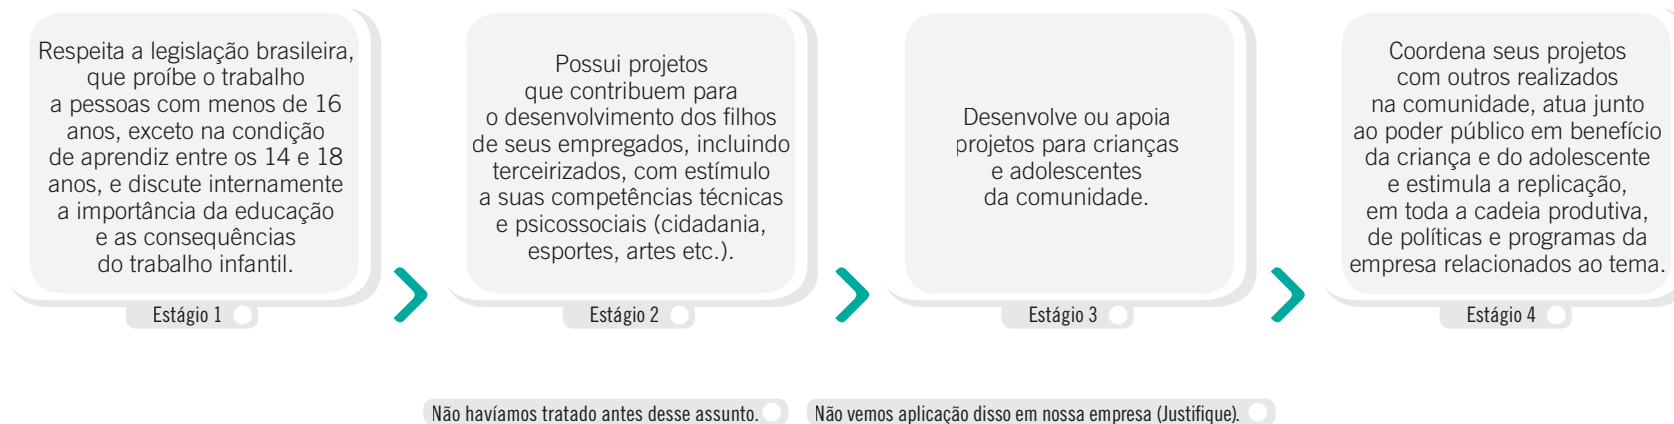 Respeita a legislação brasileira,
que proíbe o trabalho
a pessoas com menos de 16
anos, exceto na condição
de aprendiz entre os 14 e 18
anos, e discute internamente
a importância da educação
e as consequências
do trabalho infantil.
Estágio 1
Possui projetos
que contribuem para
o desenvolvimento dos filhos
de seus empregados, incluindo
terceirizados, com estímulo
a suas competências técnicas
e psicossociais (cidadania,
esportes, artes etc.).
Estágio 2
Desenvolve ou apoia
projetos para crianças
e adolescentes
da comunidade.
Estágio 3
Coordena seus projetos
com outros realizados
na comunidade, atua junto
ao poder público em benefício
da criança e do adolescente
e estimula a replicação,
em toda a cadeia produtiva,
de políticas e programas da
empresa relacionados ao tema.
Estágio 4
Não havíamos tratado antes desse assunto.
Não vemos aplicação disso em nossa empresa (Justifique).